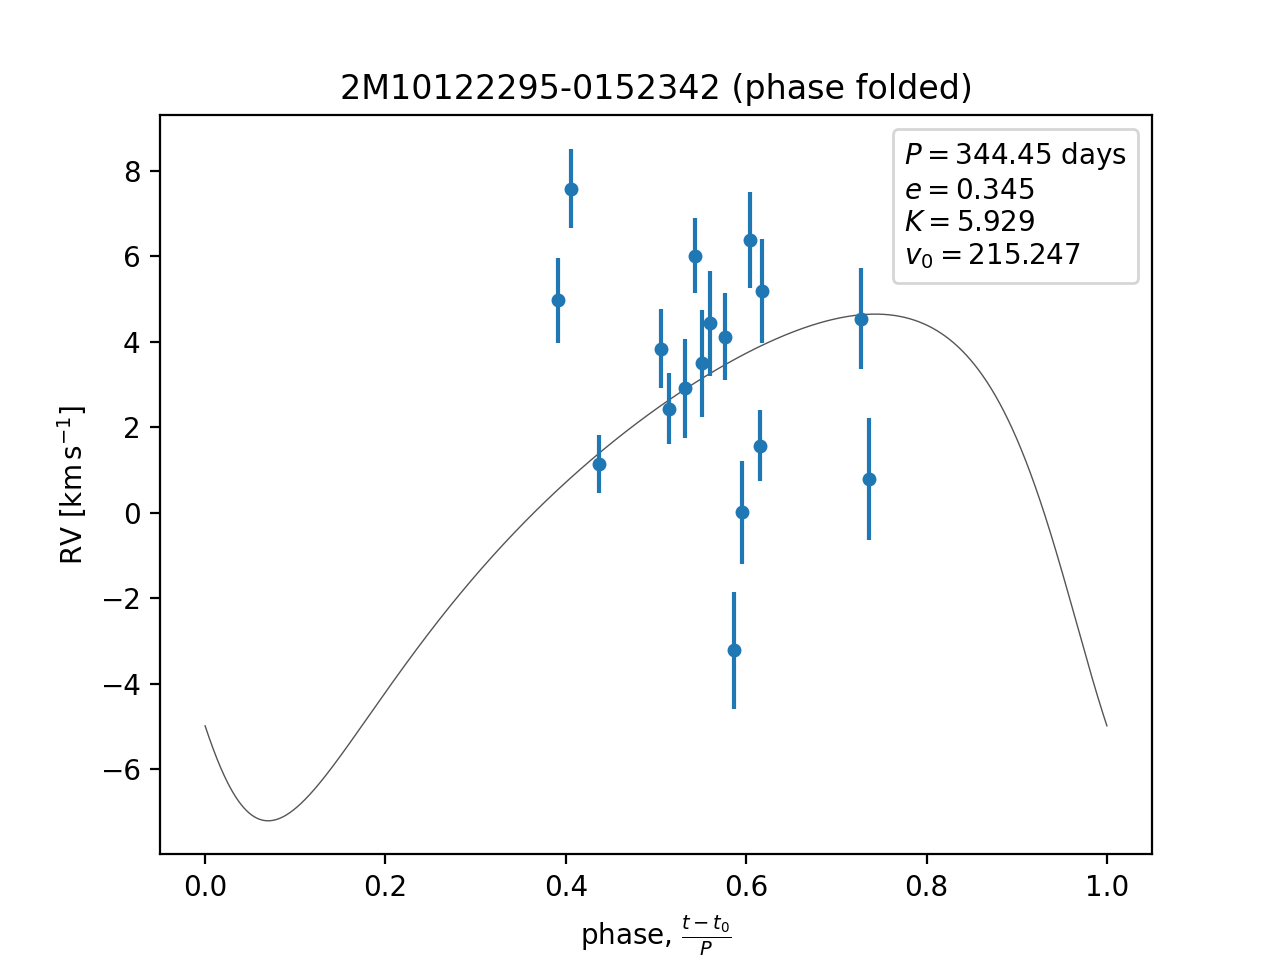 2M10122295-0152342 (phase folded)
P = 344.45 days
e = 0.345
K = 5.929
v₀ = 215.247
8
6
4
2
0
−2
−4
−6
RV [km s⁻¹]
0.0 0.2 0.4 0.6 0.8 1.0
phase, (t − t₀)/P